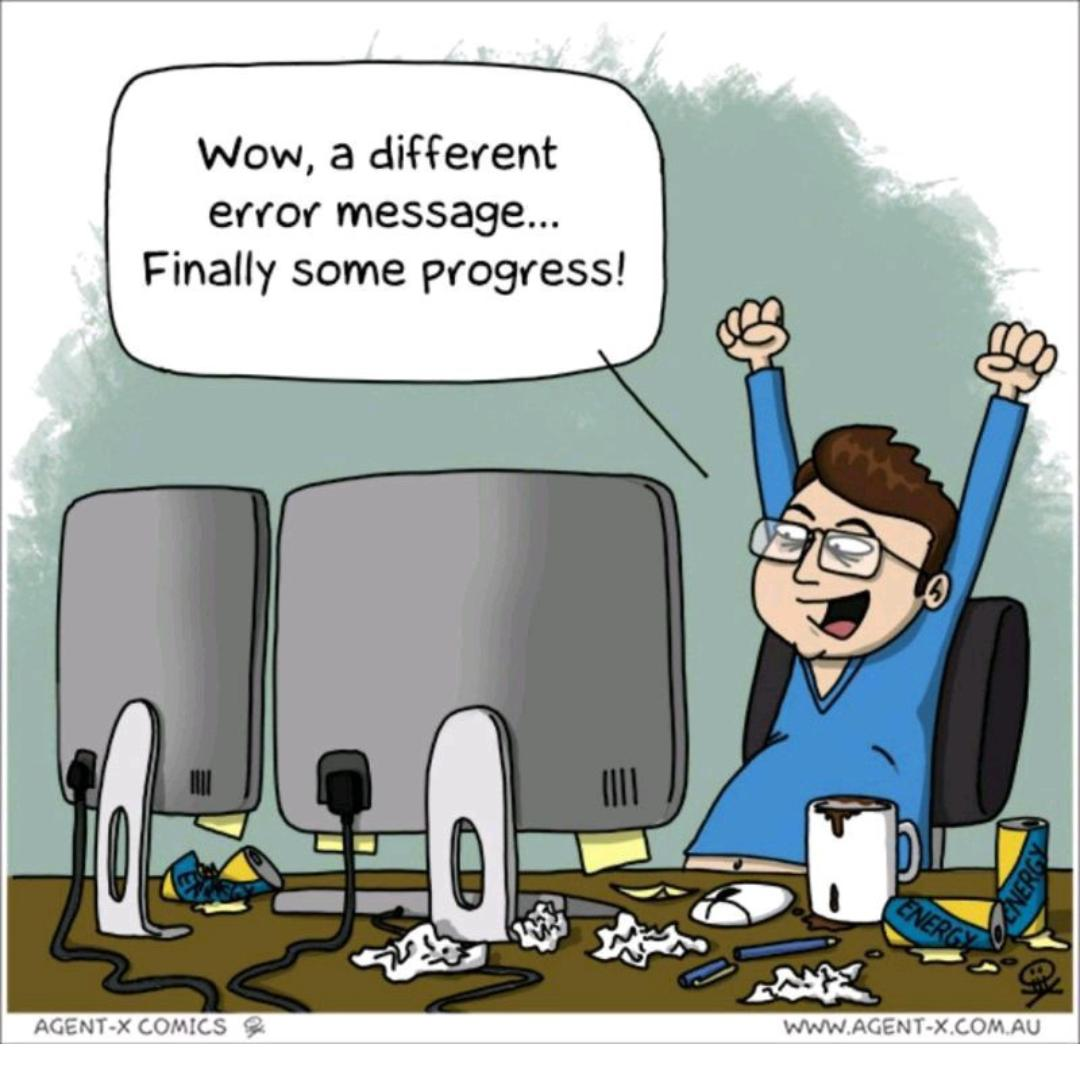 Wow, a different
error message...
Finally some progress!
ENERGY
ENERGY
ENERGY
AGENT-X COMICS
WWW.AGENT-X.COM.AU